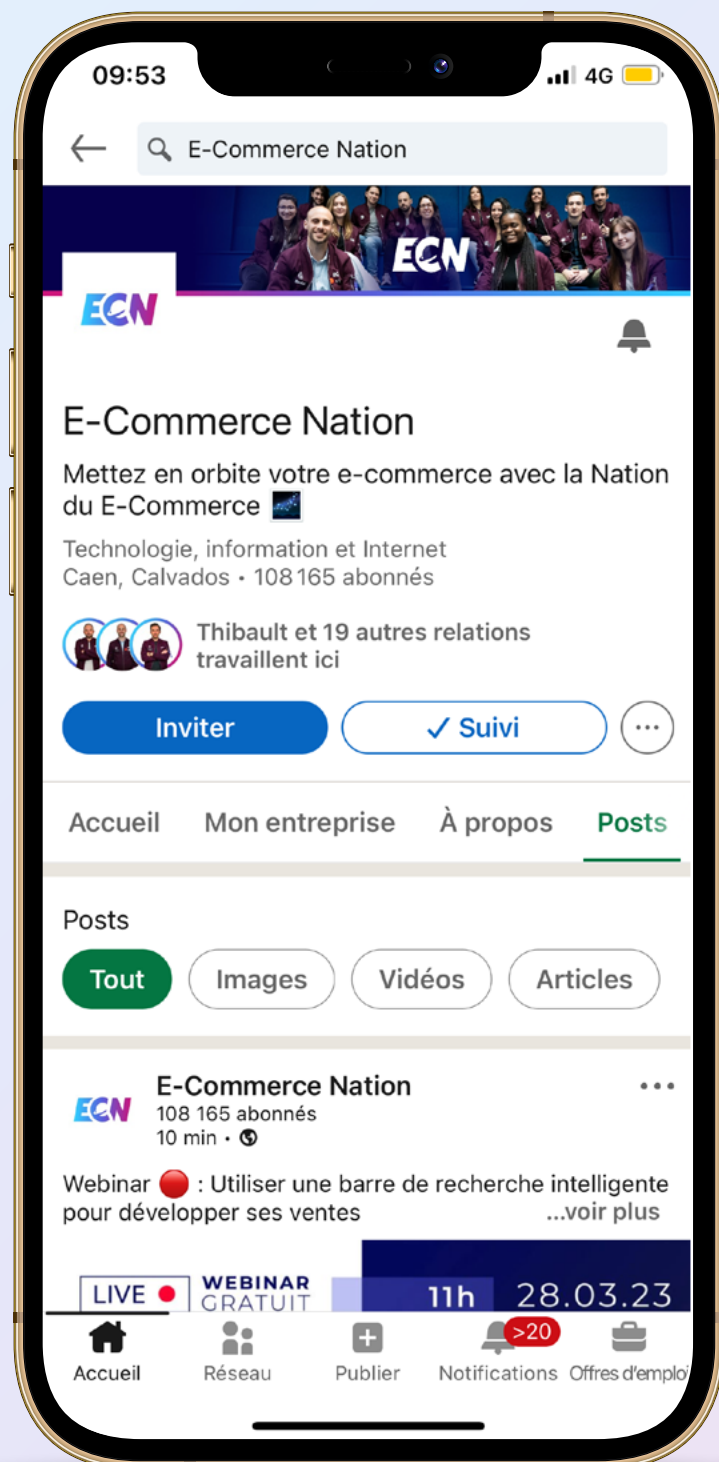 09:53
4G
E-Commerce Nation
ECN
ECN
E-Commerce Nation
Mettez en orbite votre e-commerce avec la Nation
du E-Commerce
Technologie, information et Internet
Caen, Calvados • 108 165 abonnés
Thibault et 19 autres relations
travaillent ici
Inviter
✓ Suivi
Accueil Mon entreprise À propos Posts
Posts
Tout Images Vidéos Articles
ECN
E-Commerce Nation
108 165 abonnés
10 min •
Webinar 🔴 : Utiliser une barre de recherche intelligente
pour développer ses ventes ...voir plus
LIVE WEBINAR
GRATUIT
11h 28.03.23
>20
Accueil Réseau Publier Notifications Offres d'emploi